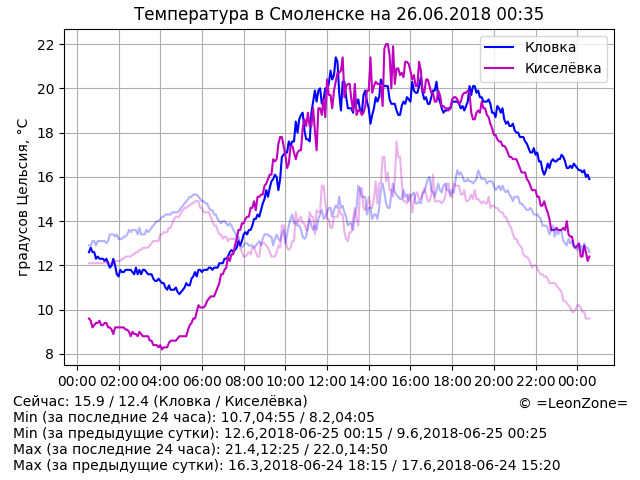 Температура в Смоленске на 26.06.2018 00:35
Кловка
Киселёвка
градусов Цельсия, °C
22
20
18
16
14
12
10
8
00:00 02:00 04:00 06:00 08:00 10:00 12:00 14:00 16:00 18:00 20:00 22:00 00:00
Сейчас: 15.9 / 12.4 (Кловка / Киселёвка)
© =LeonZone=
Min (за последние 24 часа): 10.7,04:55 / 8.2,04:05
Min (за предыдущие сутки): 12.6,2018-06-25 00:15 / 9.6,2018-06-25 00:25
Max (за последние 24 часа): 21.4,12:25 / 22.0,14:50
Max (за предыдущие сутки): 16.3,2018-06-24 18:15 / 17.6,2018-06-24 15:20